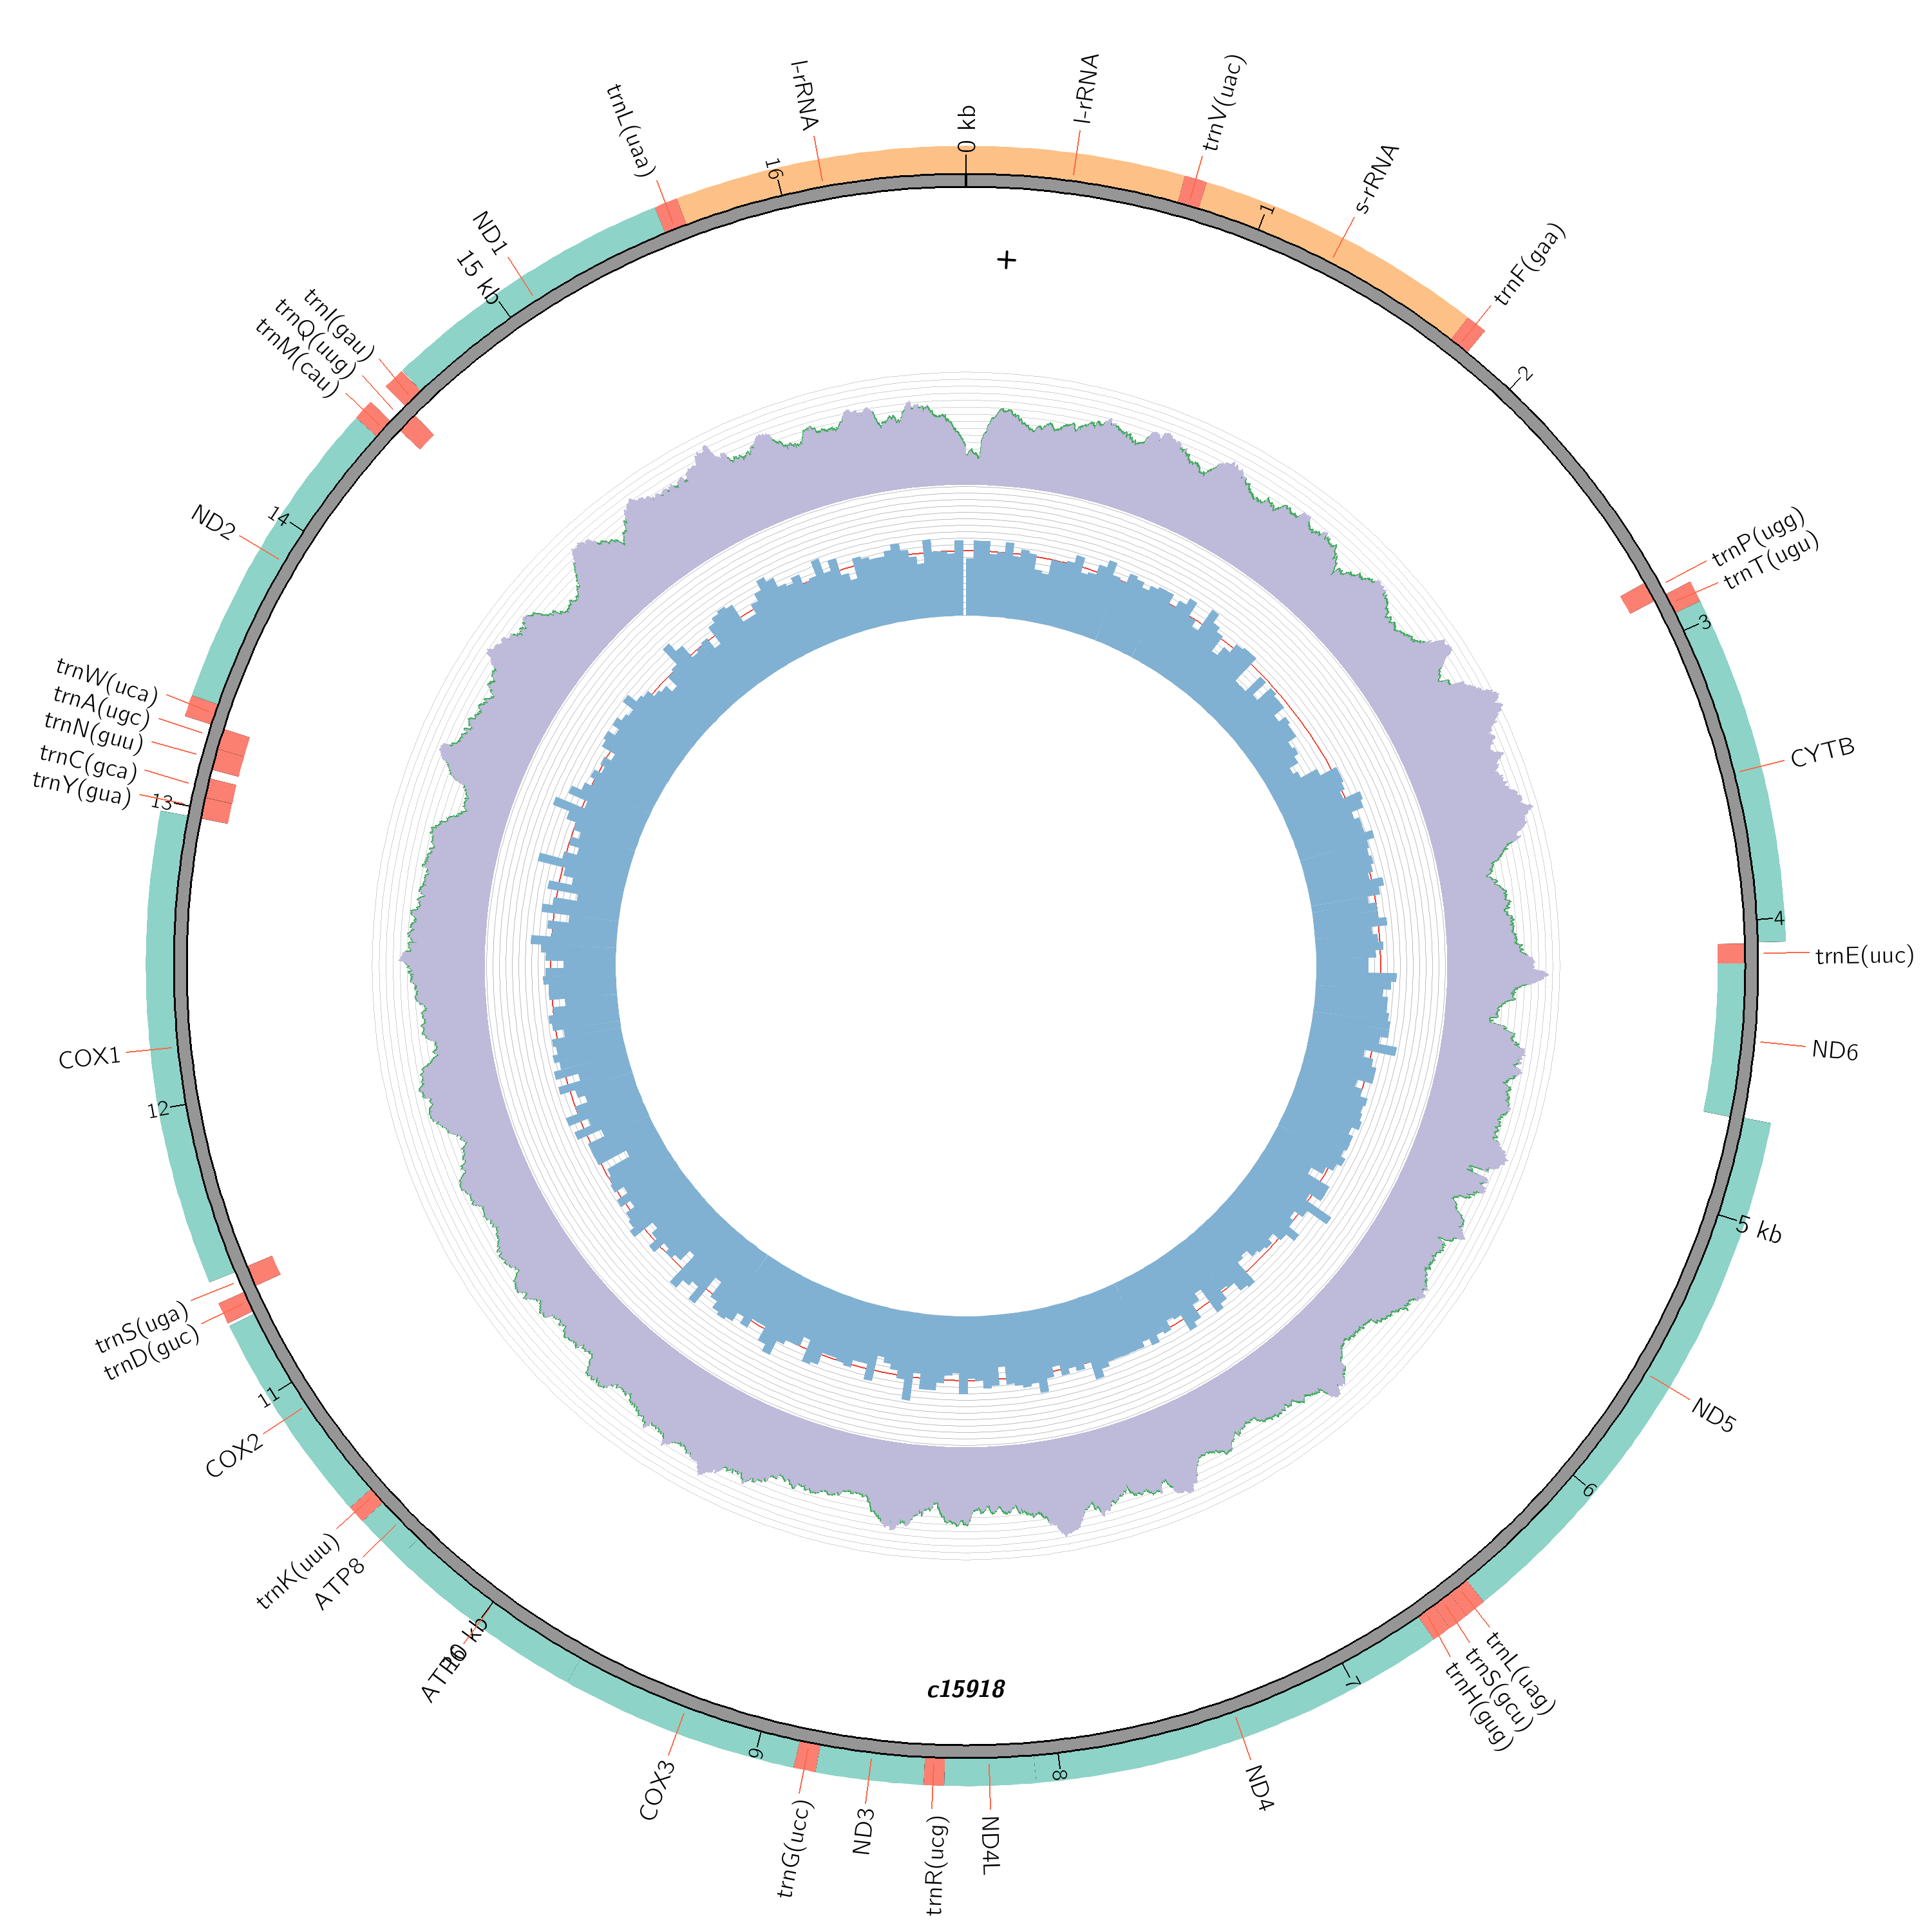 0 kb
l-rRNA
trnV(uac)
1
s-rRNA
trnF(gaa)
2
trnP(ugg)
trnT(ugu)
3
CYTB
4
trnE(uuc)
ND6
5 kb
ND5
6
trnL(uag)
trnS(gcu)
trnH(gug)
7
ND4
8
ND4L
trnR(ucg)
ND3
trnG(ucc)
9
COX3
10 kb
ATP6
ATP8
trnK(uuu)
COX2
11
trnD(guc)
trnS(uga)
12
COX1
13
trnY(gua)
trnC(gca)
trnN(guu)
trnA(ugc)
trnW(uca)
ND2
14
trnM(cau)
trnQ(uug)
trnI(gau)
15 kb
ND1
trnL(uaa)
16
l-rRNA
+
c15918